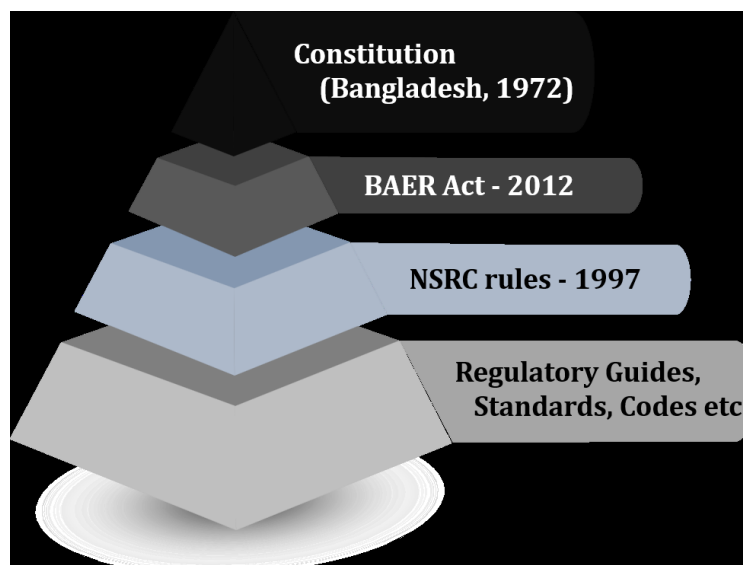 Constitution
(Bangladesh, 1972)
BAER Act - 2012
NSRC rules - 1997
Regulatory Guides,
Standards, Codes etc